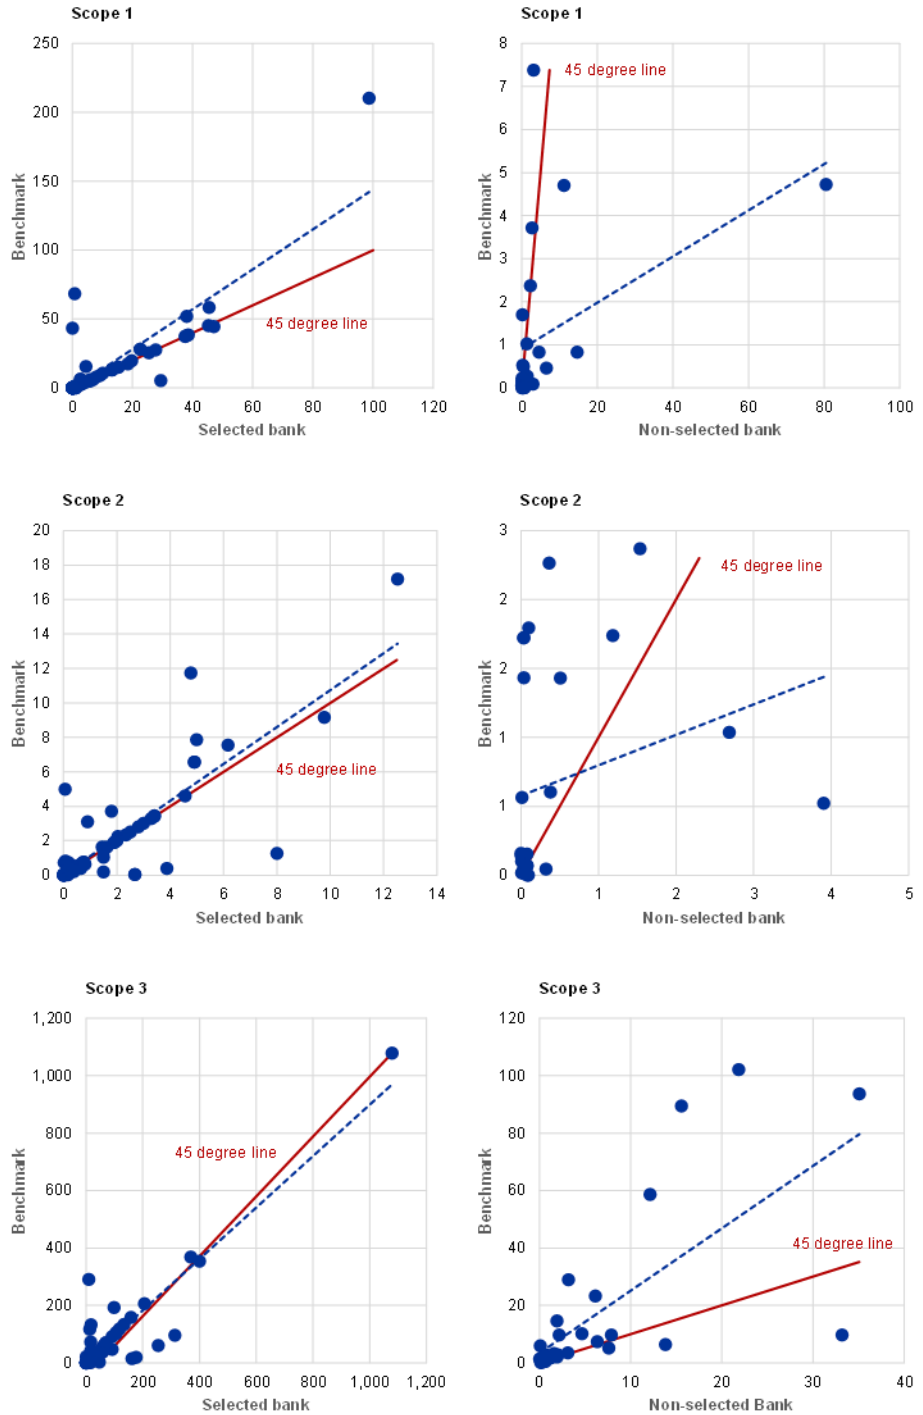 Scope 1
250
200
150
100
50
0
Benchmark
45 degree line
0 20 40 60 80 100 120
Selected bank
Scope 1
8
7
6
5
4
3
2
1
0
Benchmark
45 degree line
0 20 40 60 80 100
Non-selected bank
Scope 2
20
18
16
14
12
10
8
6
4
2
0
Benchmark
45 degree line
0 2 4 6 8 10 12 14
Selected bank
Scope 2
3
2
2
1
1
0
Benchmark
45 degree line
0 1 2 3 4 5
Non-selected bank
Scope 3
1,200
1,000
800
600
400
200
0
Benchmark
45 degree line
0 200 400 600 800 1,000 1,200
Selected bank
Scope 3
120
100
80
60
40
20
0
Benchmark
45 degree line
0 10 20 30 40
Non-selected Bank